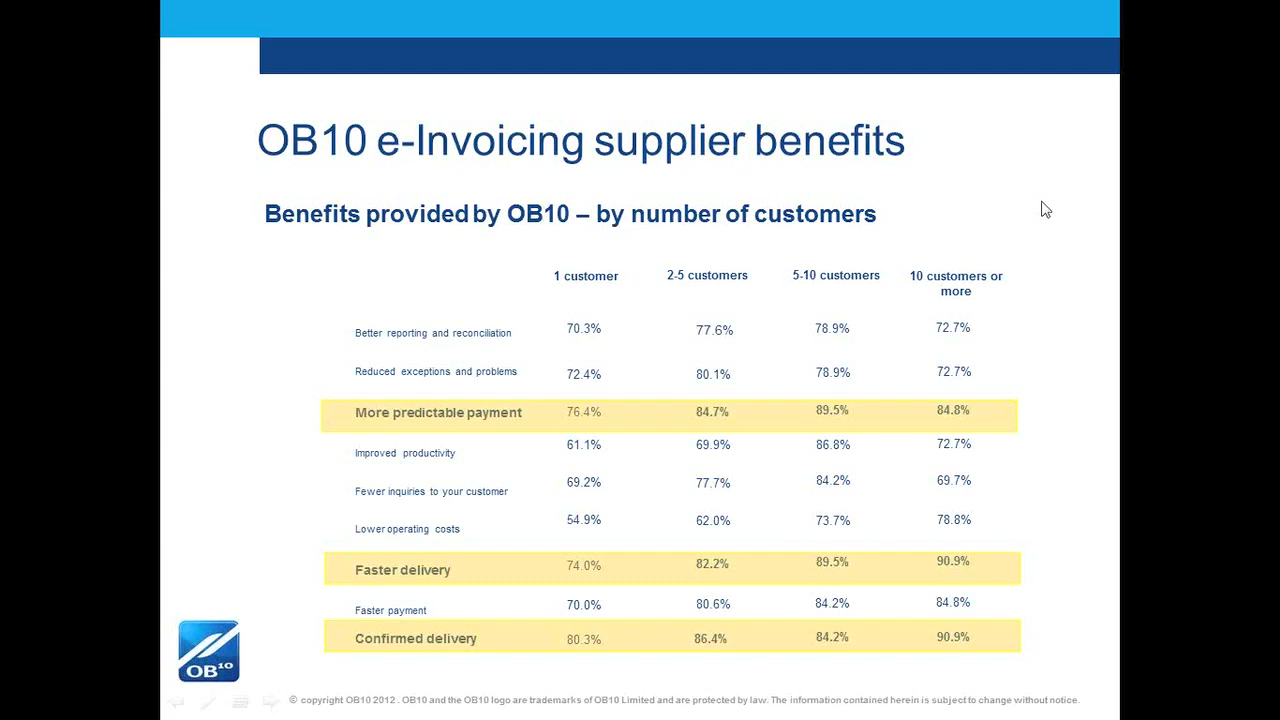 OB10 e-Invoicing supplier benefits
Benefits provided by OB10 – by number of customers
1 customer 2-5 customers 5-10 customers 10 customers or
more
Better reporting and reconciliation 70.3% 77.6% 78.9% 72.7%
Reduced exceptions and problems 72.4% 80.1% 78.9% 72.7%
More predictable payment 76.4% 84.7% 89.5% 84.8%
Improved productivity 61.1% 69.9% 86.8% 72.7%
Fewer inquiries to your customer 69.2% 77.7% 84.2% 69.7%
Lower operating costs 54.9% 62.0% 73.7% 78.8%
Faster delivery 74.0% 82.2% 89.5% 90.9%
Faster payment 70.0% 80.6% 84.2% 84.8%
Confirmed delivery 80.3% 86.4% 84.2% 90.9%
OB10
© copyright OB10 2012 . OB10 and the OB10 logo are trademarks of OB10 Limited and are protected by law. The information contained herein is subject to change without notice.